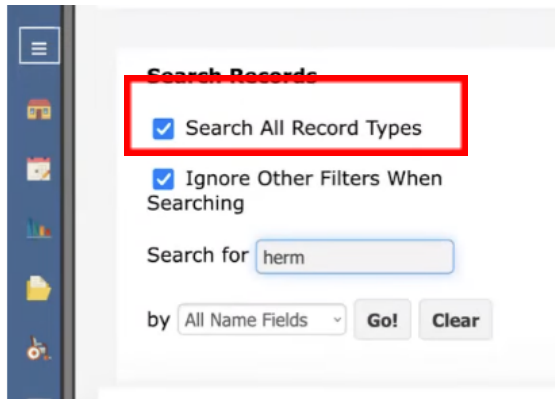 Search Records
Search All Record Types
Ignore Other Filters When
Searching
Search for herm
by All Name Fields Go! Clear